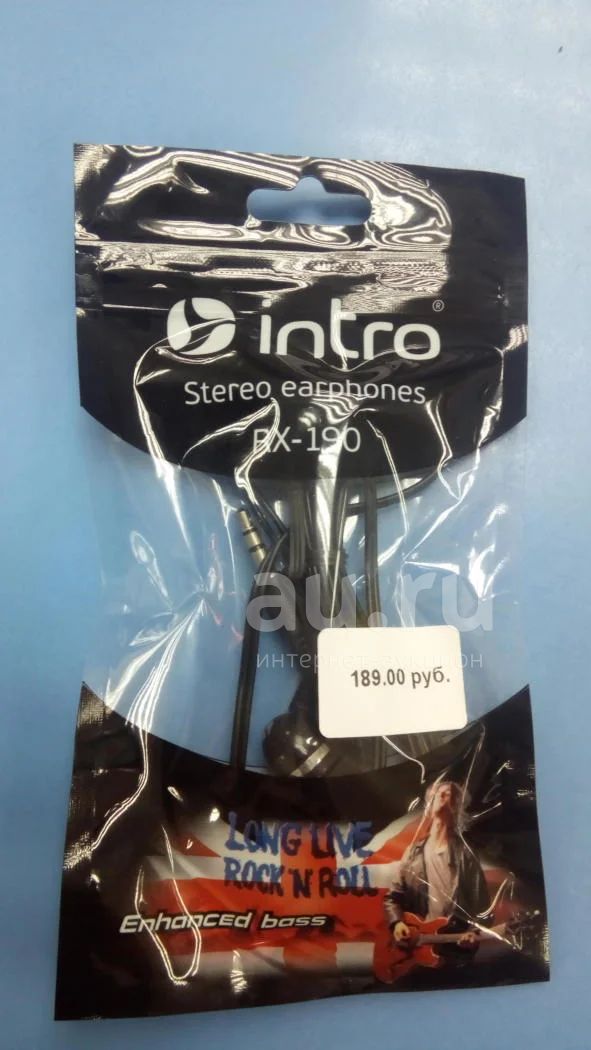 intro®
Stereo earphones
RX-190
au.ru
интернет-аукцион
189.00 руб.
LONG LIVE
ROCK 'N' ROLL
Enhanced bass